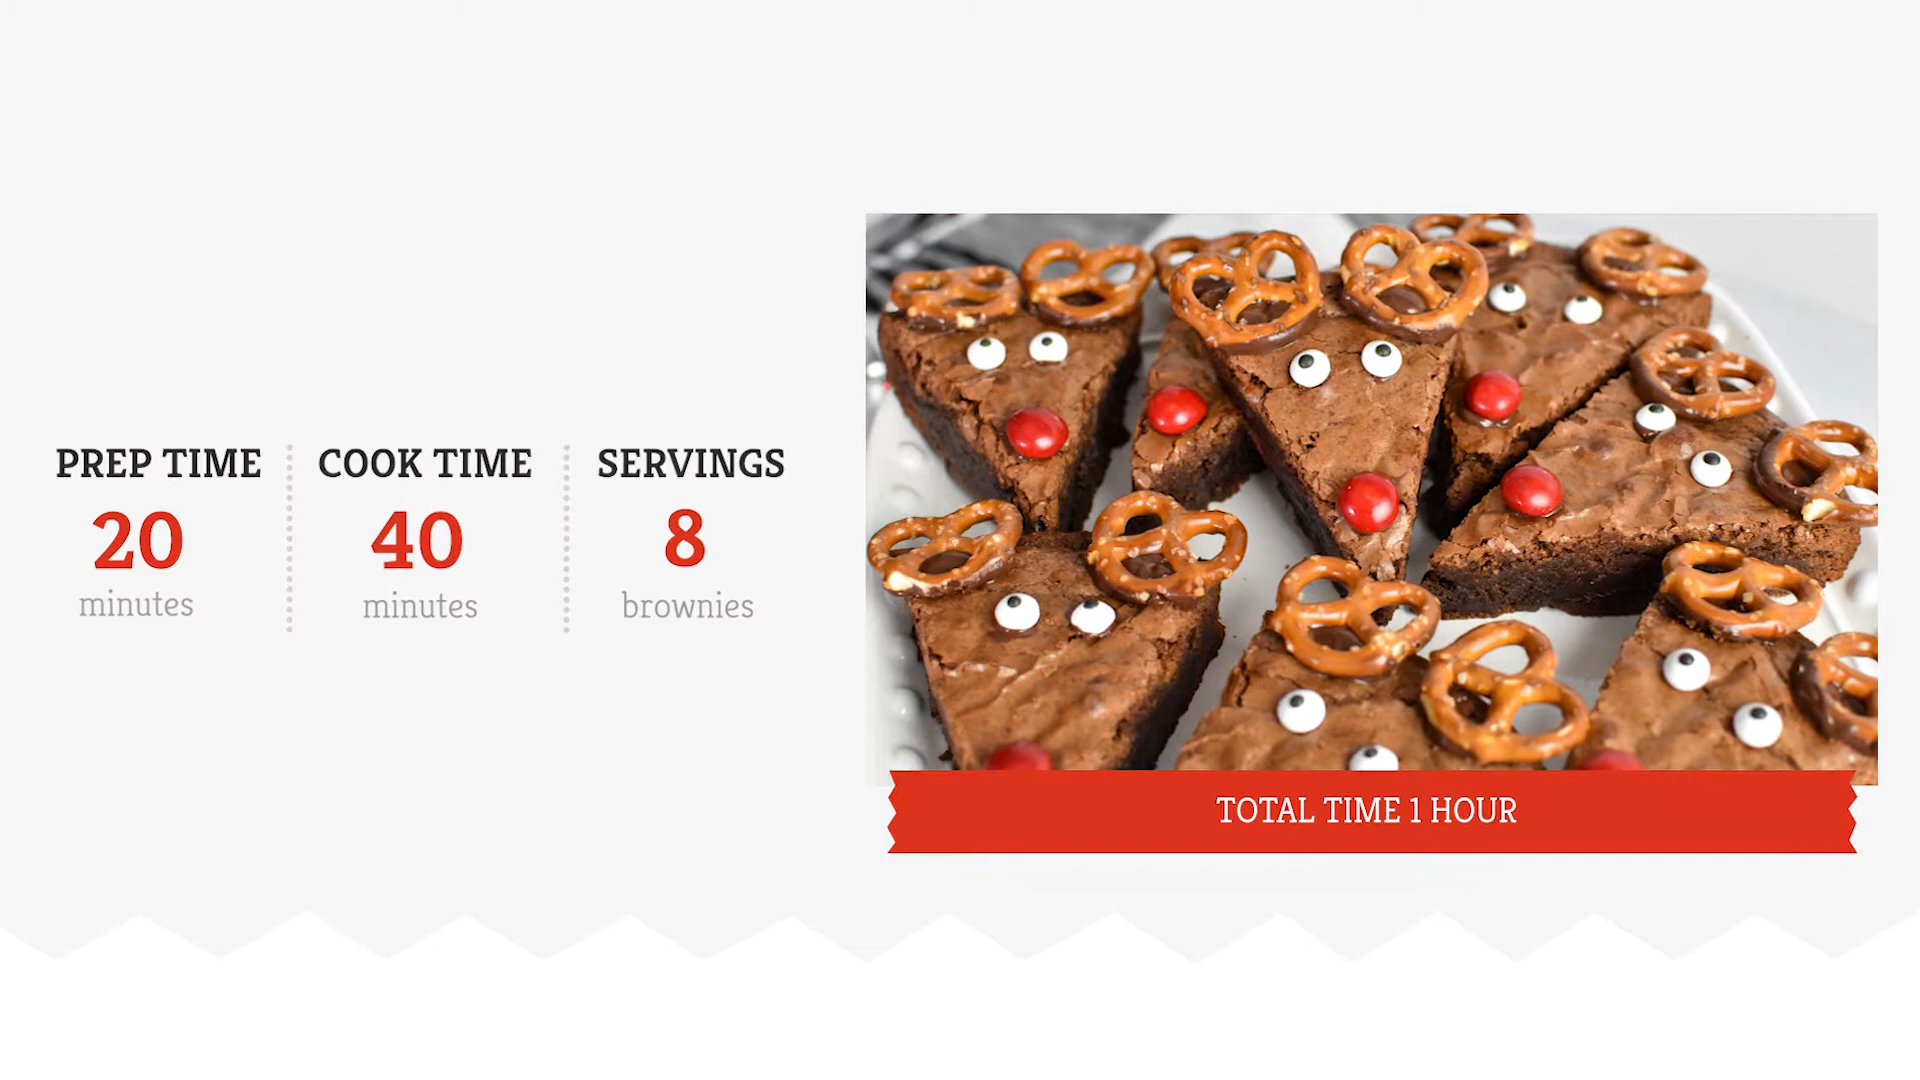 PREP TIME
20
minutes
COOK TIME
40
minutes
SERVINGS
8
brownies
TOTAL TIME 1 HOUR